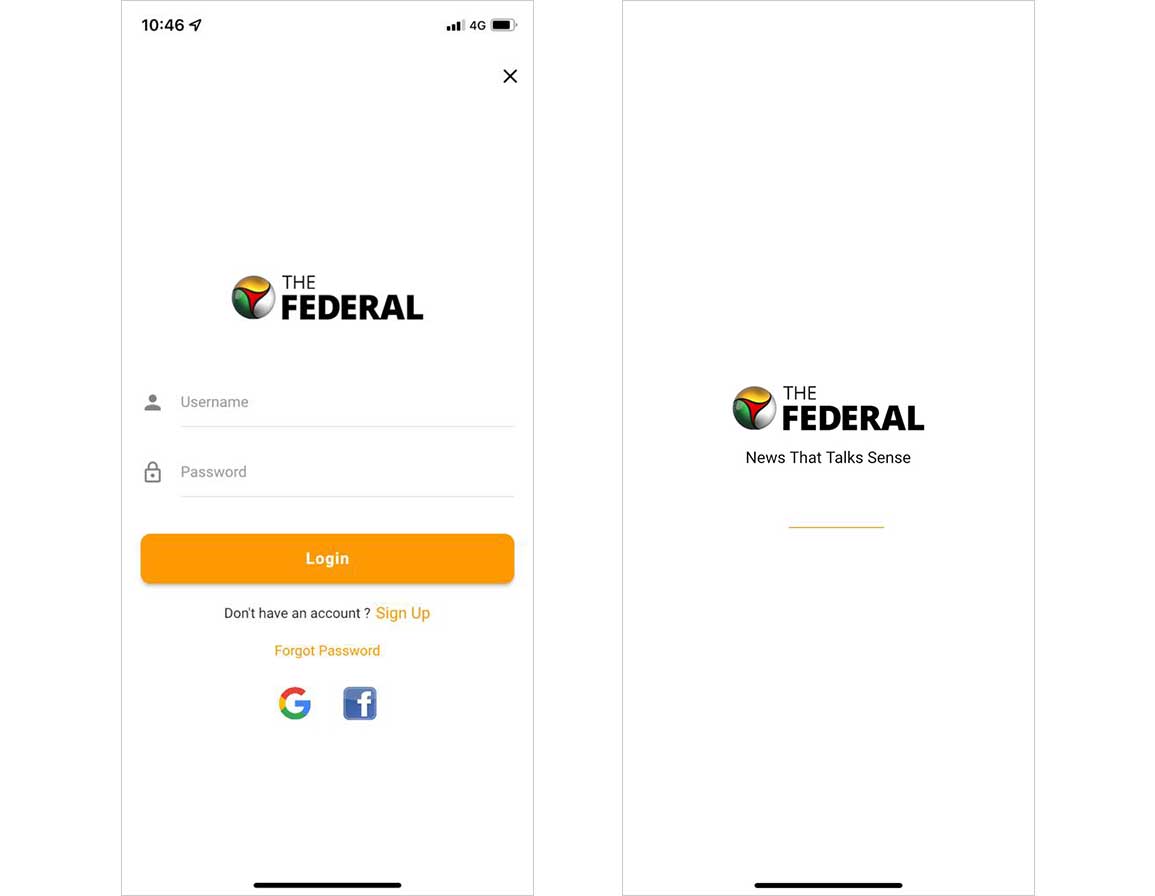 10:46
4G
THE
FEDERAL
Username
Password
Login
Don't have an account ? Sign Up
Forgot Password
THE
FEDERAL
News That Talks Sense